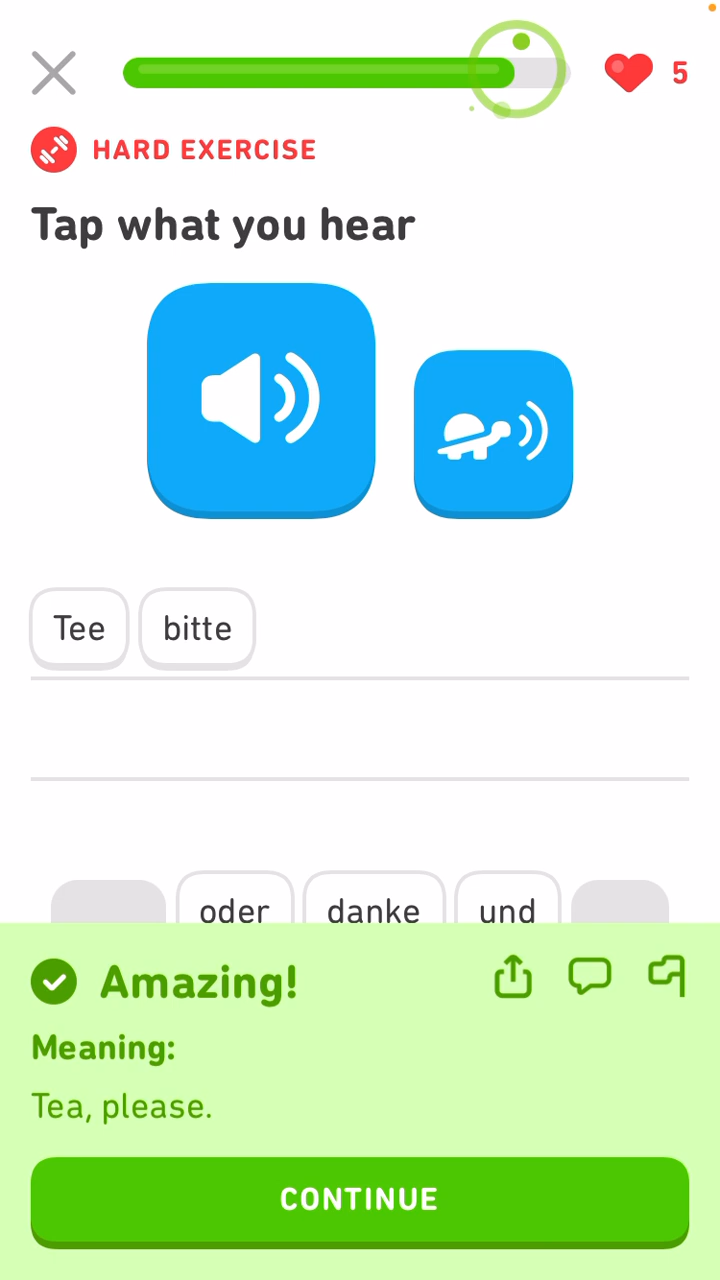 5
HARD EXERCISE
Tap what you hear
Tee bitte
oder danke und
Amazing!
Meaning:
Tea, please.
CONTINUE